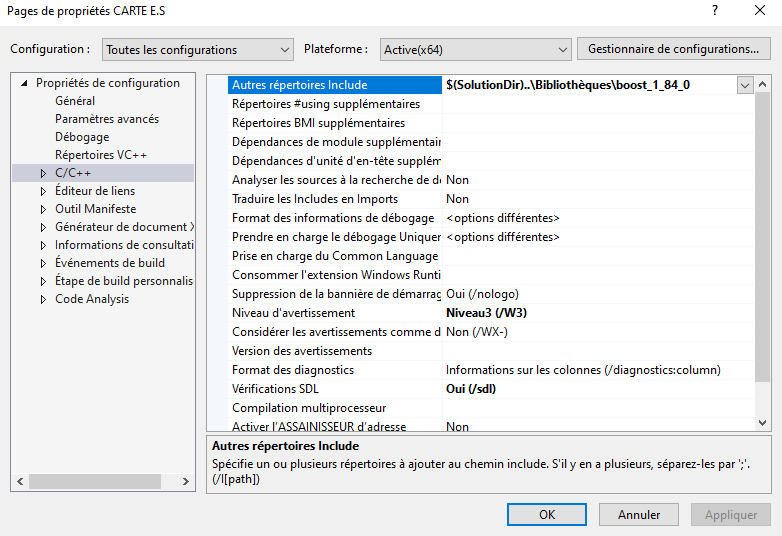 Pages de propriétés CARTE E.S
Configuration : Toutes les configurations Plateforme : Active(x64) Gestionnaire de configurations...
Propriétés de configuration
Général
Paramètres avancés
Débogage
Répertoires VC++
C/C++
Éditeur de liens
Outil Manifeste
Générateur de document X
Informations de consultati
Événements de build
Étape de build personnalis
Code Analysis
Autres répertoires Include $(SolutionDir)..\Bibliothèques\boost_1_84_0
Répertoires #using supplémentaires
Répertoires BMI supplémentaires
Dépendances de module supplémentair
Dépendances d'unité d'en-tête supplém
Analyser les sources à la recherche de de Non
Traduire les Includes en Imports Non
Format des informations de débogage <options différentes>
Prendre en charge le débogage Uniquer <options différentes>
Prise en charge du Common Language
Consommer l'extension Windows Runti
Suppression de la bannière de démarrag Oui (/nologo)
Niveau d'avertissement Niveau3 (/W3)
Considérer les avertissements comme d Non (/WX-)
Version des avertissements
Format des diagnostics Informations sur les colonnes (/diagnostics:column)
Vérifications SDL Oui (/sdl)
Compilation multiprocesseur
Activer l'ASSAINISSEUR d'adresse Non
Autres répertoires Include
Spécifie un ou plusieurs répertoires à ajouter au chemin include. S'il y en a plusieurs, séparez-les par ';'.
(/I[path])
OK Annuler Appliquer